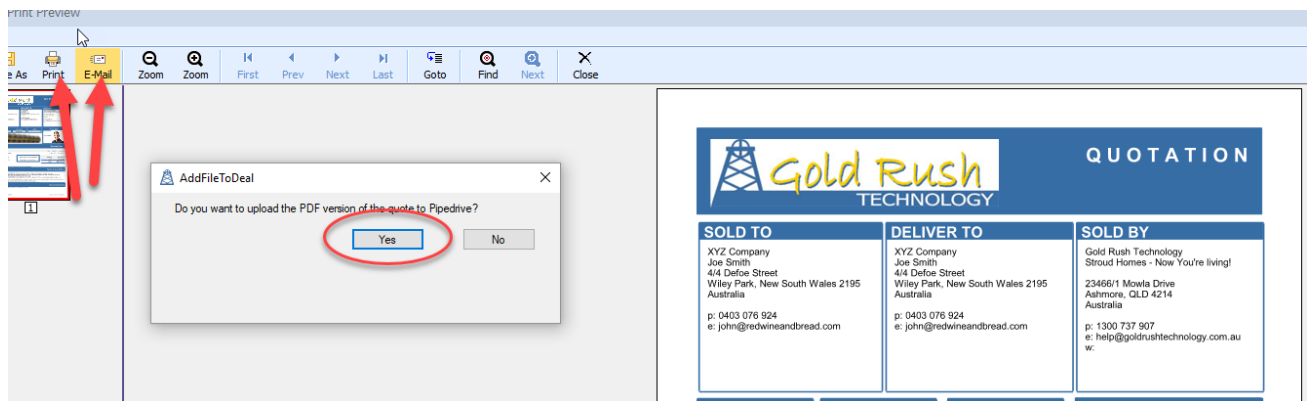 Print Preview
e As Print E-Mail Zoom Zoom First Prev Next Last Goto Find Next Close
1
AddFileToDeal
Do you want to upload the PDF version of the quote to Pipedrive?
Yes No
Gold Rush
TECHNOLOGY
QUOTATION
SOLD TO
XYZ Company
Joe Smith
4/4 Defoe Street
Wiley Park, New South Wales 2195
Australia
p: 0403 076 924
e: john@redwineandbread.com
DELIVER TO
XYZ Company
Joe Smith
4/4 Defoe Street
Wiley Park, New South Wales 2195
Australia
p: 0403 076 924
e: john@redwineandbread.com
SOLD BY
Gold Rush Technology
Stroud Homes - Now You're living!
23466/1 Mowla Drive
Ashmore, QLD 4214
Australia
p: 1300 737 907
e: help@goldrushtechnology.com.au
w: